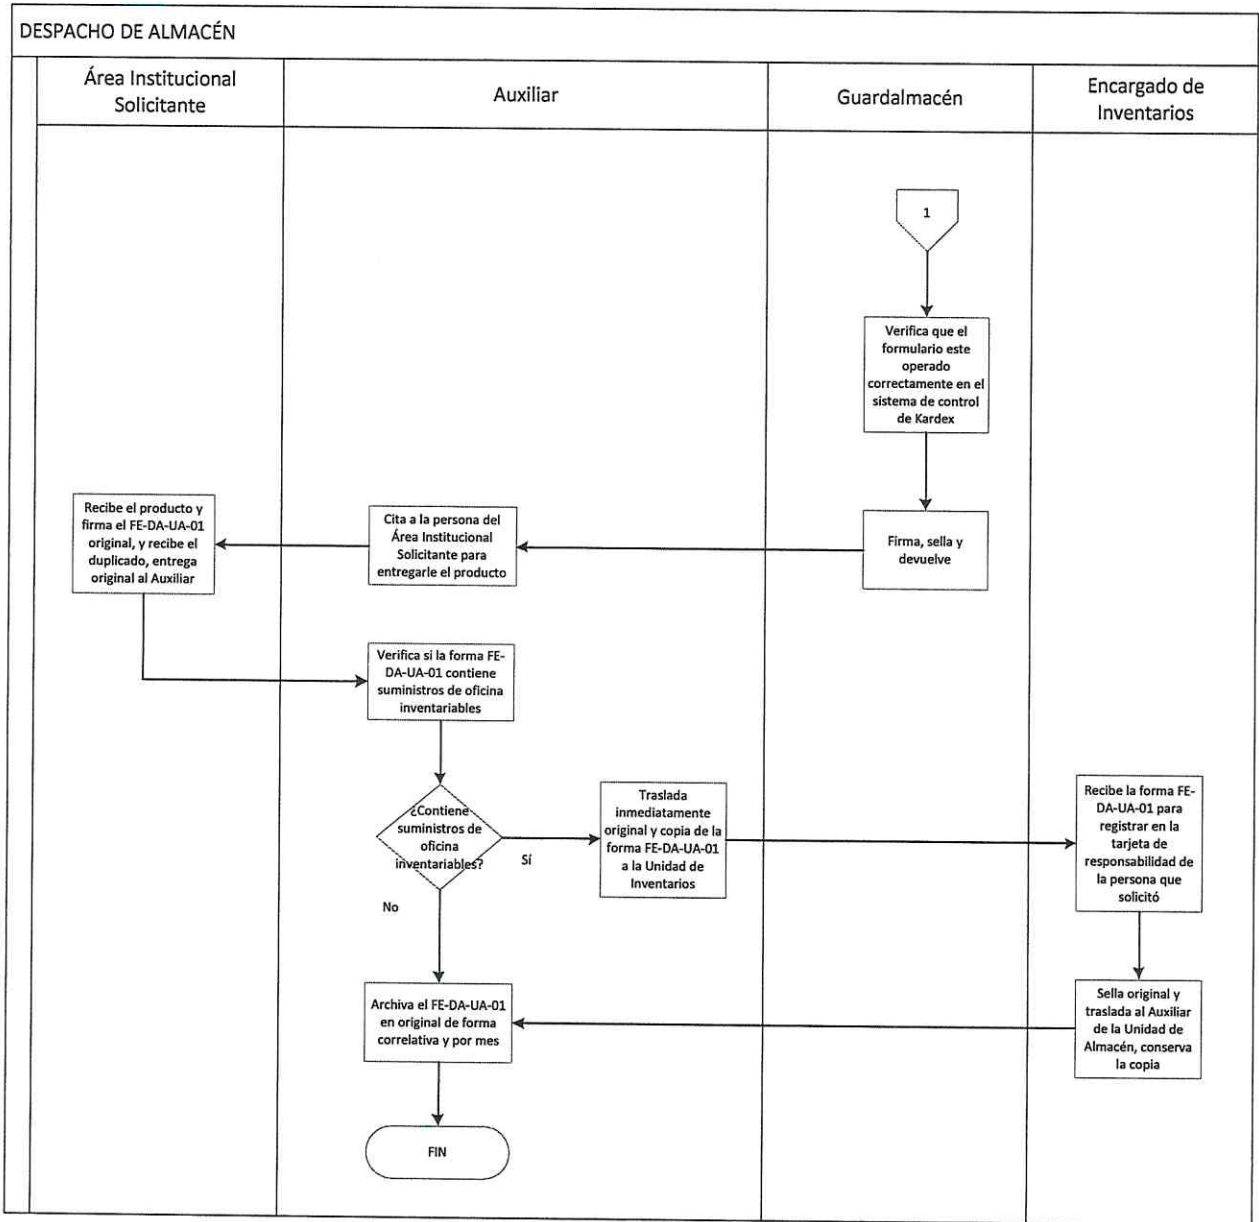 DESPACHO DE ALMACÉN
Área Institucional
Solicitante
Auxiliar
Guardalmacén
Encargado de
Inventarios
1
Verifica que el
formulario este
operado
correctamente en el
sistema de control
de Kardex
Firma, sella y
devuelve
Cita a la persona del
Área Institucional
Solicitante para
entregarle el producto
Recibe el producto y
firma el FE-DA-UA-01
original, y recibe el
duplicado, entrega
original al Auxiliar
Verifica si la forma FE-
DA-UA-01 contiene
suministros de oficina
inventariables
¿Contiene
suministros de
oficina
inventariables?
Sí
No
Traslada
inmediatamente
original y copia de la
forma FE-DA-UA-01
a la Unidad de
Inventarios
Recibe la forma FE-
DA-UA-01 para
registrar en la
tarjeta de
responsabilidad de
la persona que
solicitó
Sella original y
traslada al Auxiliar
de la Unidad de
Almacén, conserva
la copia
Archiva el FE-DA-UA-01
en original de forma
correlativa y por mes
FIN